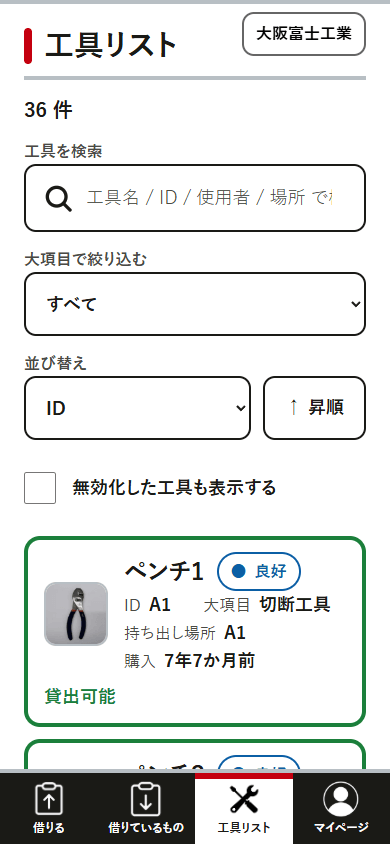 工具リスト
大阪富士工業
36 件
工具を検索
工具名 / ID / 使用者 / 場所 で
大項目で絞り込む
すべて
並び替え
ID
↑ 昇順
無効化した工具も表示する
ペンチ1
良好
ID A1 大項目 切断工具
持ち出し場所 A1
購入 7年7か月前
貸出可能
借りる
借りているもの
工具リスト
マイページ